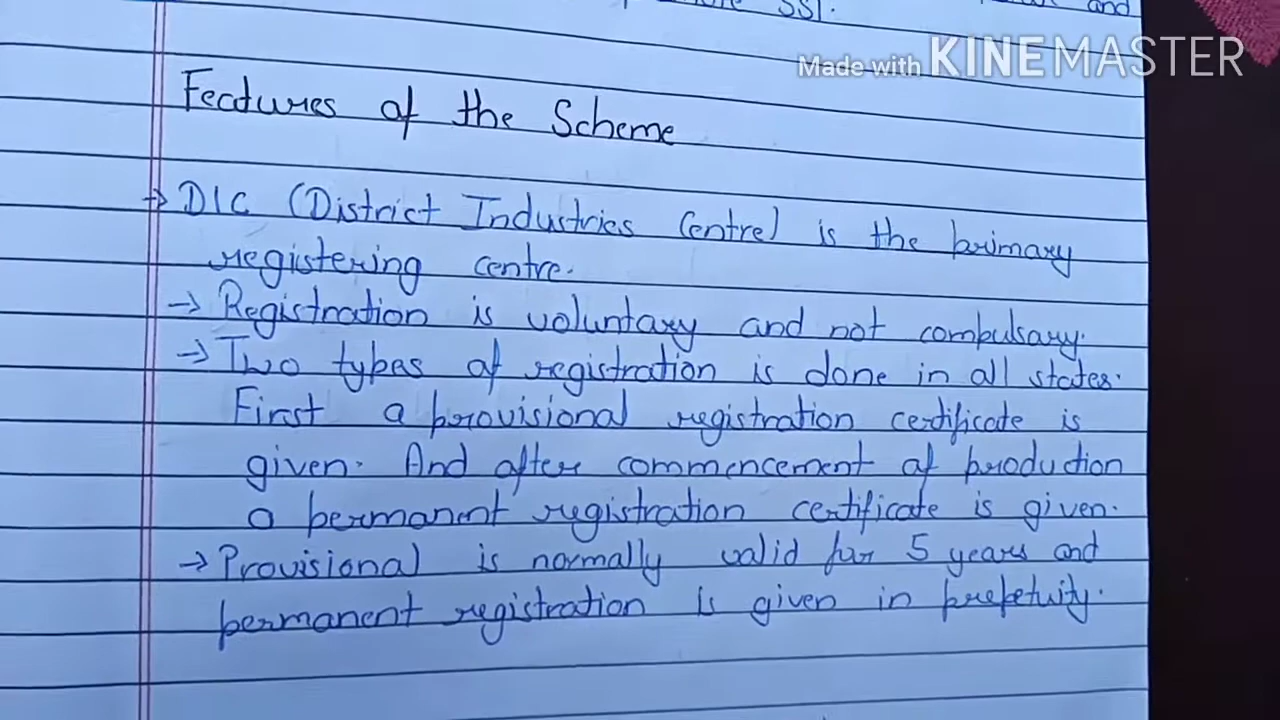 SSI. and
Made with KINEMASTER
Features of the Scheme
→ DIC (District Industries Centre) is the primary
registering centre.
→ Registration is voluntary and not compulsary.
→ Two types of registration is done in all states.
First a provisional registration certificate is
given. And after commencement of production
a permanent registration certificate is given.
→ Provisional is normally valid for 5 years and
permanent registration is given in prepetuity.